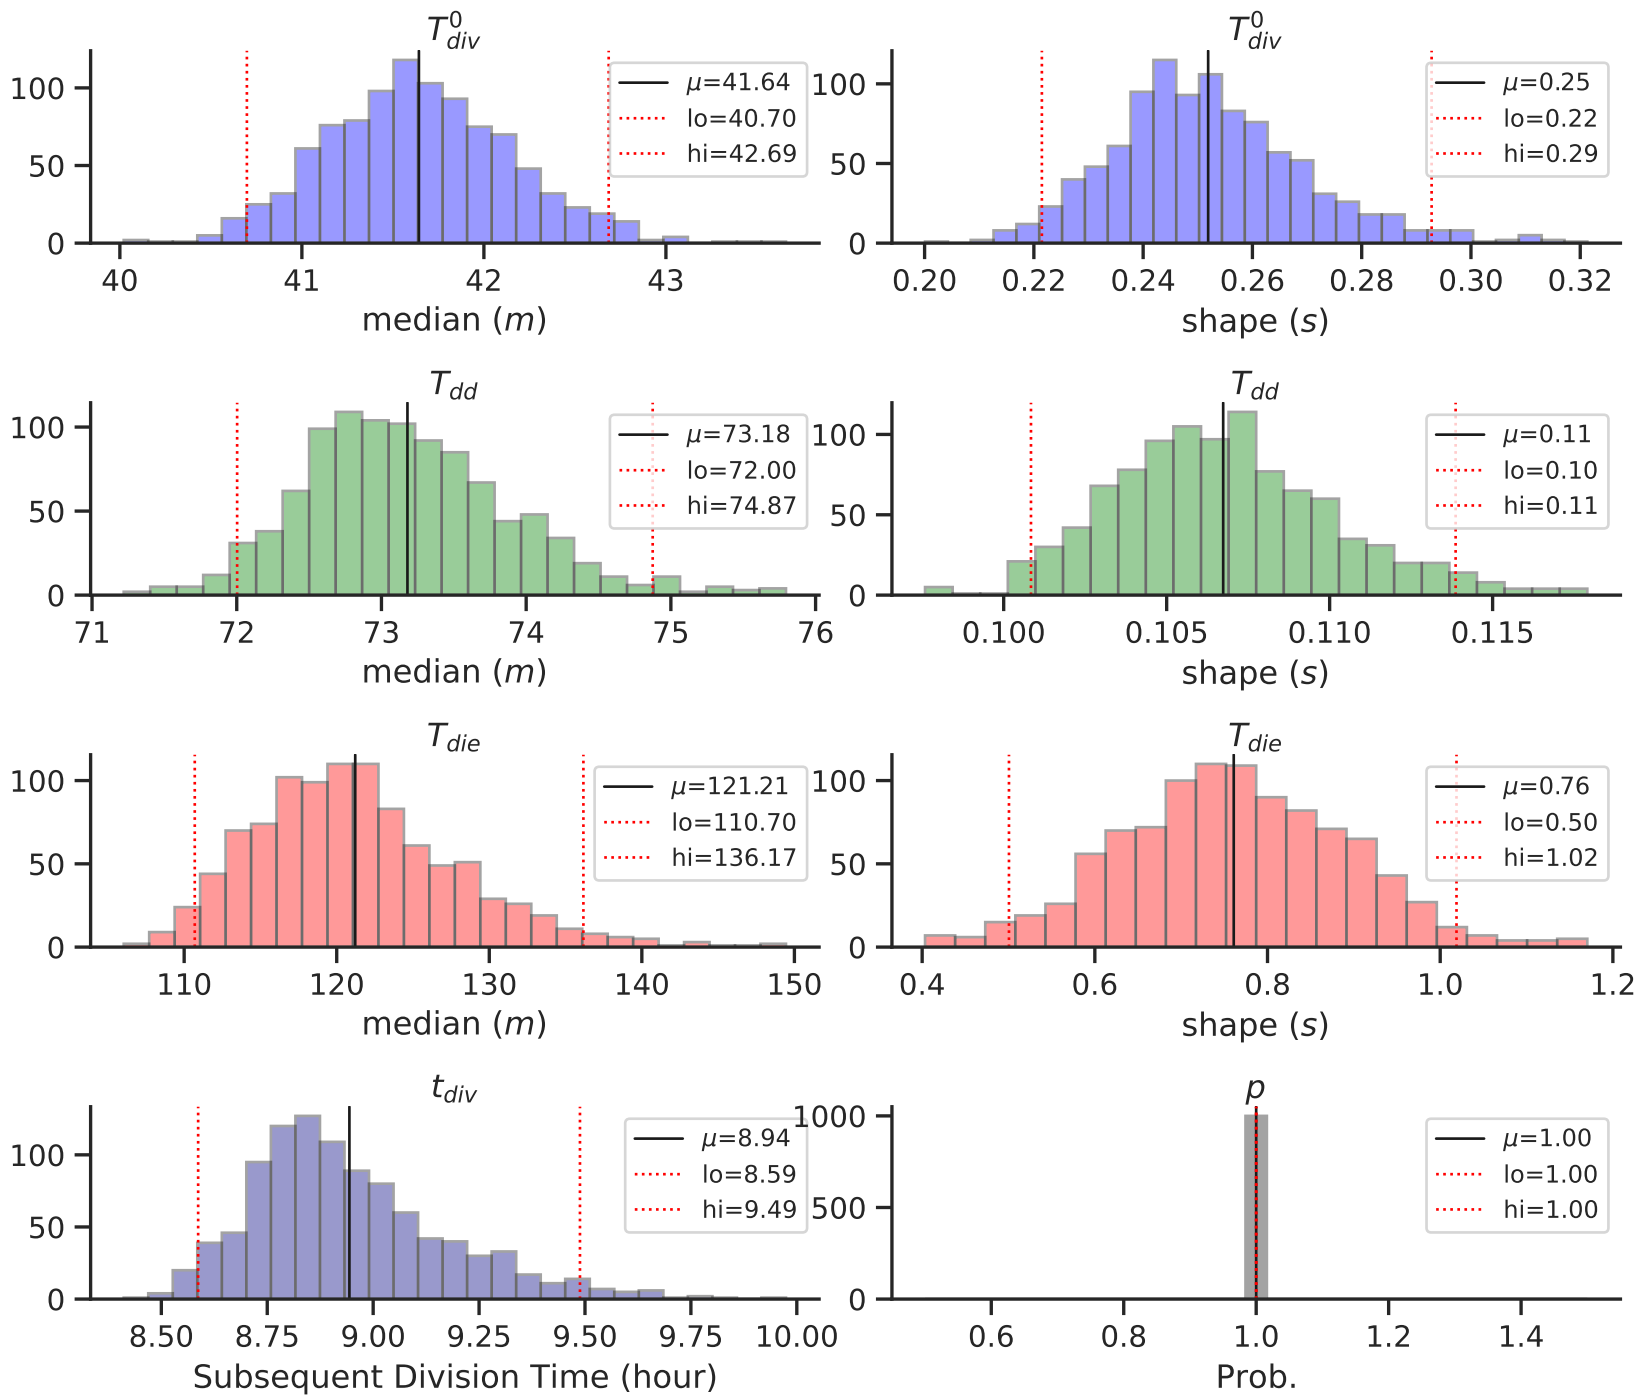 T⁰div
100
50
0
μ=41.64
lo=40.70
hi=42.69
40 41 42 43
median (m)
T⁰div
100
50
0
μ=0.25
lo=0.22
hi=0.29
0.20 0.22 0.24 0.26 0.28 0.30 0.32
shape (s)
Tdd
100
50
0
μ=73.18
lo=72.00
hi=74.87
71 72 73 74 75 76
median (m)
Tdd
100
50
0
μ=0.11
lo=0.10
hi=0.11
0.100 0.105 0.110 0.115
shape (s)
Tdie
100
50
0
μ=121.21
lo=110.70
hi=136.17
110 120 130 140 150
median (m)
Tdie
100
50
0
μ=0.76
lo=0.50
hi=1.02
0.4 0.6 0.8 1.0 1.2
shape (s)
tdiv
100
50
0
μ=8.94
lo=8.59
hi=9.49
8.50 8.75 9.00 9.25 9.50 9.75 10.00
Subsequent Division Time (hour)
p
1000
500
0
μ=1.00
lo=1.00
hi=1.00
0.6 0.8 1.0 1.2 1.4
Prob.